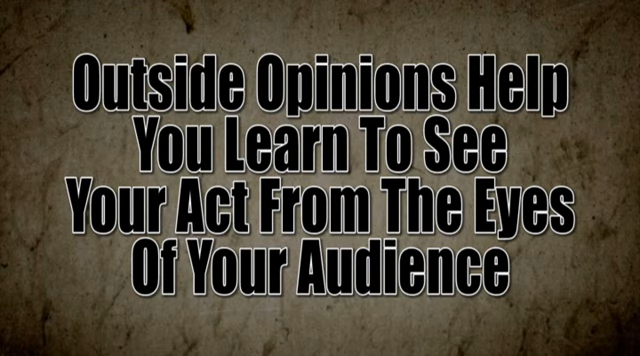 Outside Opinions Help
You Learn To See
Your Act From The Eyes
Of Your Audience